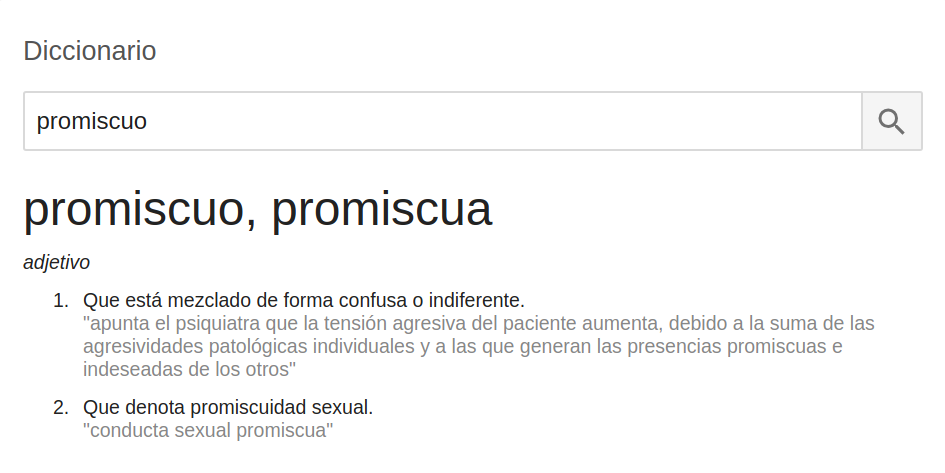 Diccionario
promiscuo
promiscuo, promiscua
adjetivo
1. Que está mezclado de forma confusa o indiferente.
"apunta el psiquiatra que la tensión agresiva del paciente aumenta, debido a la suma de las
agresividades patológicas individuales y a las que generan las presencias promiscuas e
indeseadas de los otros"
2. Que denota promiscuidad sexual.
"conducta sexual promiscua"